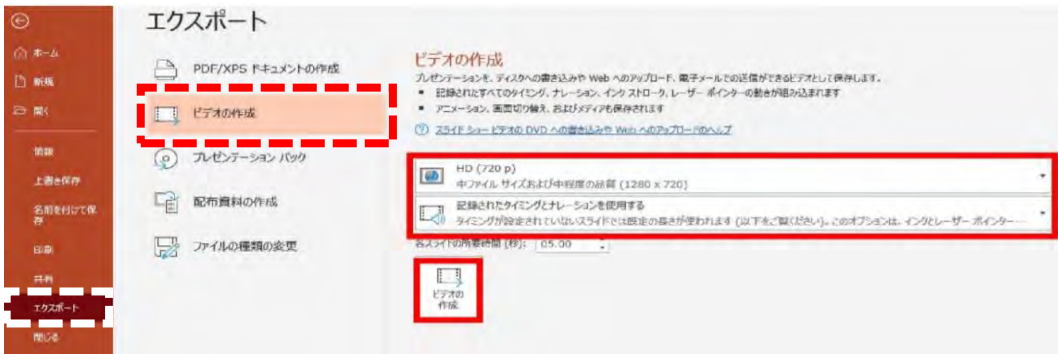 エクスポート
ホーム
新規
開く
情報
上書き保存
名前を付けて保
存
印刷
共有
エクスポート
閉じる
PDF/XPS ドキュメントの作成
ビデオの作成
プレゼンテーション パック
配布資料の作成
ファイルの種類の変更
ビデオの作成
プレゼンテーションを、ディスクへの書き込みや Web へのアップロード、電子メールでの送信ができるビデオとして保存します。
▪ 記録されたすべてのタイミング、ナレーション、インク ストローク、レーザー ポインターの動きが組み込まれます
▪ アニメーション、画面切り替え、およびメディアも保存されます
スライド ショー ビデオの DVD への書き込みや Web へのアップロードのヘルプ
HD (720 p)
中ファイル サイズおよび中程度の品質 (1280 x 720)
記録されたタイミングとナレーションを使用する
タイミングが設定されていないスライドでは既定の長さが使われます (以下をご覧ください)。このオプションは、インクとレーザー ポインター…
各スライドの所要時間 (秒): 05.00
ビデオの
作成